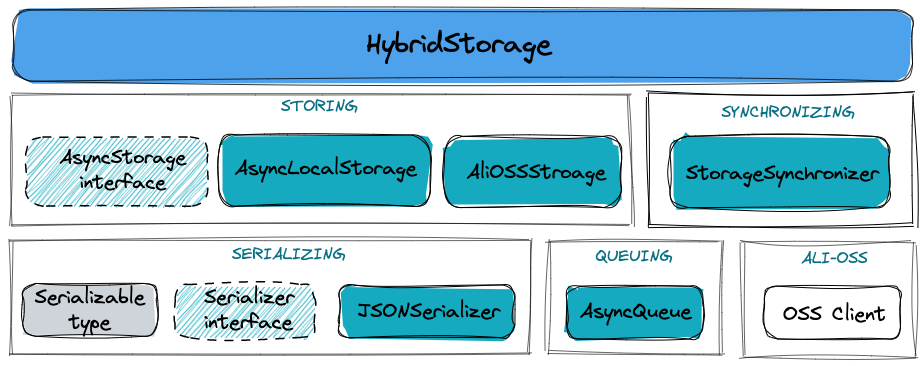 HybridStorage
STORING
SYNCHRONIZING
AsyncStorage
interface
AsyncLocalStorage
AliOSSStroage
StorageSynchronizer
SERIALIZING
QUEUING
ALI-OSS
Serializable
type
Serializer
interface
JSONSerializer
AsyncQueue
OSS Client